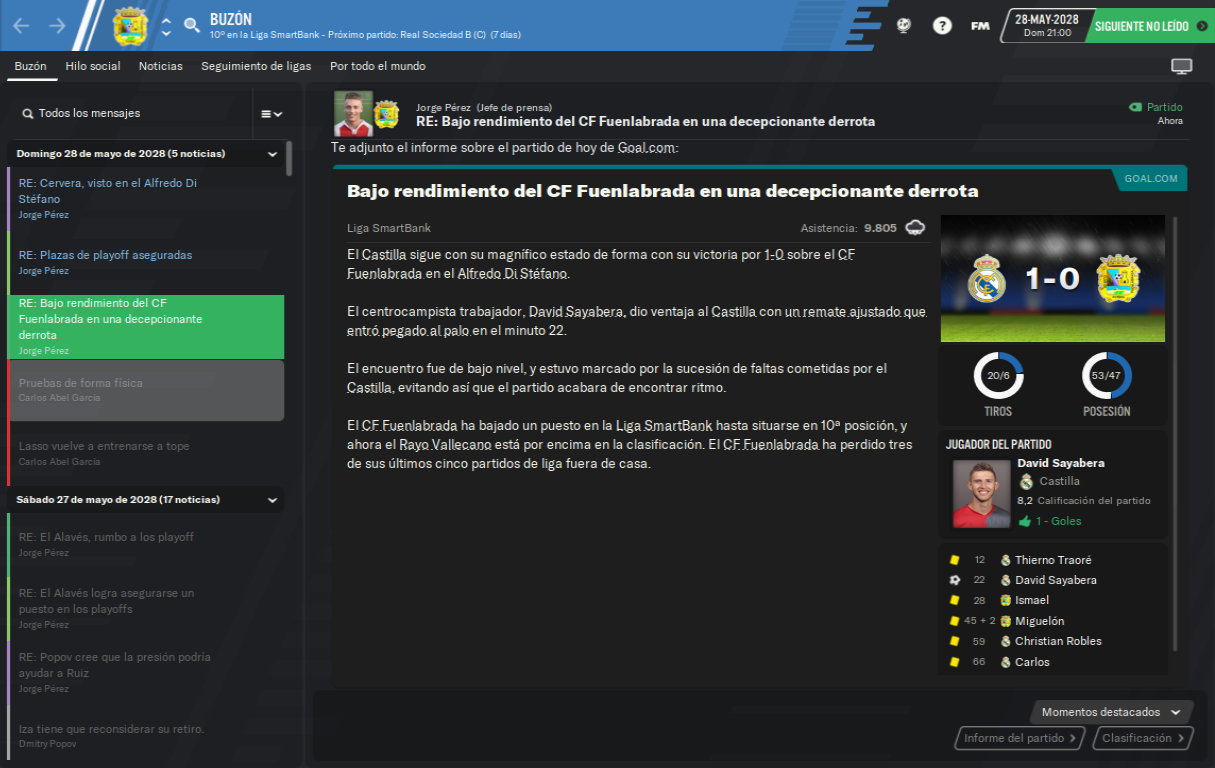 BUZÓN
10º en la Liga SmartBank - Próximo partido: Real Sociedad B (C) (7 días)
?
FM
28-MAY-2028
Dom 21:00
SIGUIENTE NO LEÍDO
Buzón
Hilo social
Noticias
Seguimiento de ligas
Por todo el mundo
Todos los mensajes
Domingo 28 de mayo de 2028 (5 noticias)
RE: Cervera, visto en el Alfredo Di
Stéfano
Jorge Pérez
RE: Plazas de playoff aseguradas
Jorge Pérez
RE: Bajo rendimiento del CF
Fuenlabrada en una decepcionante
derrota
Jorge Pérez
Pruebas de forma física
Carlos Abel García
Lasso vuelve a entrenarse a tope
Carlos Abel García
Sábado 27 de mayo de 2028 (17 noticias)
RE: El Alavés, rumbo a los playoff
Jorge Pérez
RE: El Alavés logra asegurarse un
puesto en los playoffs
Jorge Pérez
RE: Popov cree que la presión podría
ayudar a Ruiz
Jorge Pérez
Iza tiene que reconsiderar su retiro.
Dmitry Popov
Jorge Pérez (Jefe de prensa)
RE: Bajo rendimiento del CF Fuenlabrada en una decepcionante derrota
Partido
Ahora
Te adjunto el informe sobre el partido de hoy de Goal.com:
Bajo rendimiento del CF Fuenlabrada en una decepcionante derrota
GOAL.COM
Liga SmartBank
Asistencia: 9.805
El Castilla sigue con su magnífico estado de forma con su victoria por 1-0 sobre el CF
Fuenlabrada en el Alfredo Di Stéfano.
El centrocampista trabajador, David Sayabera, dio ventaja al Castilla con un remate ajustado que
entró pegado al palo en el minuto 22.
El encuentro fue de bajo nivel, y estuvo marcado por la sucesión de faltas cometidas por el
Castilla, evitando así que el partido acabara de encontrar ritmo.
El CF Fuenlabrada ha bajado un puesto en la Liga SmartBank hasta situarse en 10ª posición, y
ahora el Rayo Vallecano está por encima en la clasificación. El CF Fuenlabrada ha perdido tres
de sus últimos cinco partidos de liga fuera de casa.
1-0
20/6
TIROS
53/47
POSESIÓN
JUGADOR DEL PARTIDO
David Sayabera
Castilla
8,2 Calificación del partido
1 - Goles
12 Thierno Traoré
22 David Sayabera
28 Ismael
45 + 2 Miguelón
59 Christian Robles
66 Carlos
Momentos destacados
Informe del partido
Clasificación